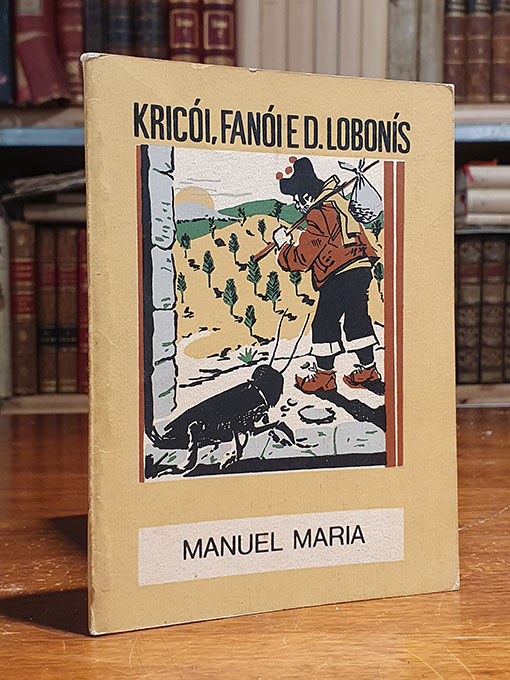 KRICÓI, FANÓI E D. LOBONÍS
MANUEL MARIA